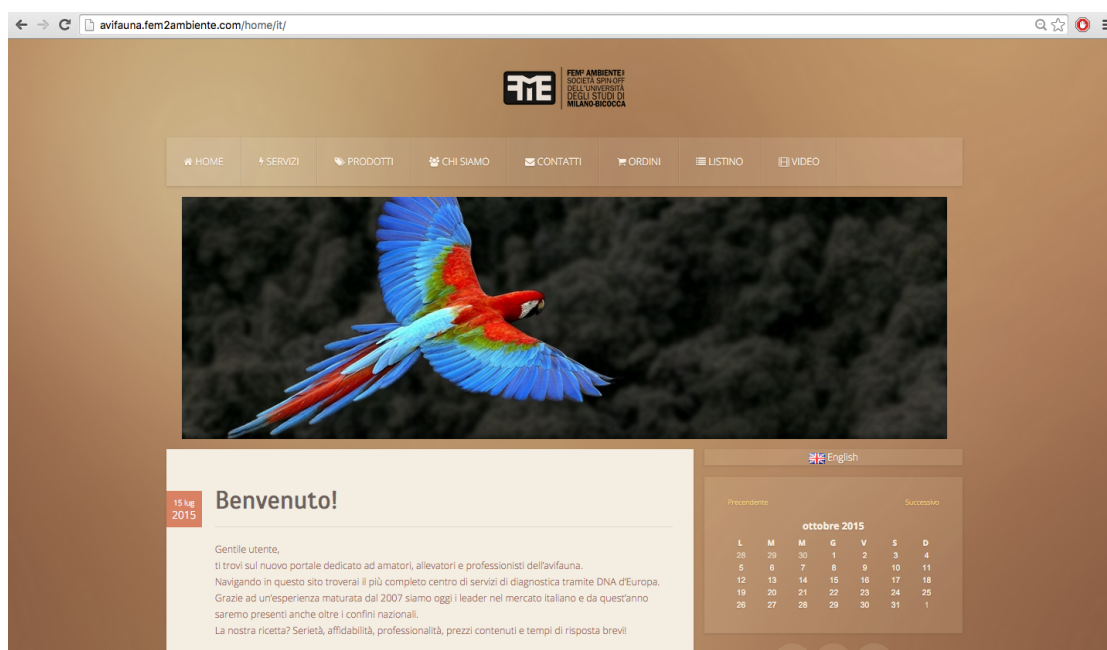 avifauna.fem2ambiente.com/home/it/
FME
FEM2 AMBIENTE
SOCIETÀ SPIN-OFF
DELL'UNIVERSITÀ
DEGLI STUDI DI
MILANO-BICOCCA
HOME SERVIZI PRODOTTI CHI SIAMO CONTATTI ORDINI LISTINO VIDEO
English
15 lug
2015
Benvenuto!
Gentile utente,
ti trovi sul nuovo portale dedicato ad amatori, allevatori e professionisti dell'avifauna.
Navigando in questo sito troverai il più completo centro di servizi di diagnostica tramite DNA d'Europa.
Grazie ad un'esperienza maturata dal 2007 siamo oggi i leader nel mercato italiano e da quest'anno
saremo presenti anche oltre i confini nazionali.
La nostra ricetta? Serietà, affidabilità, professionalità, prezzi contenuti e tempi di risposta brevi!
Precendente Successivo
ottobre 2015
L M M G V S D
28 29 30 1 2 3 4
5 6 7 8 9 10 11
12 13 14 15 16 17 18
19 20 21 22 23 24 25
26 27 28 29 30 31 1